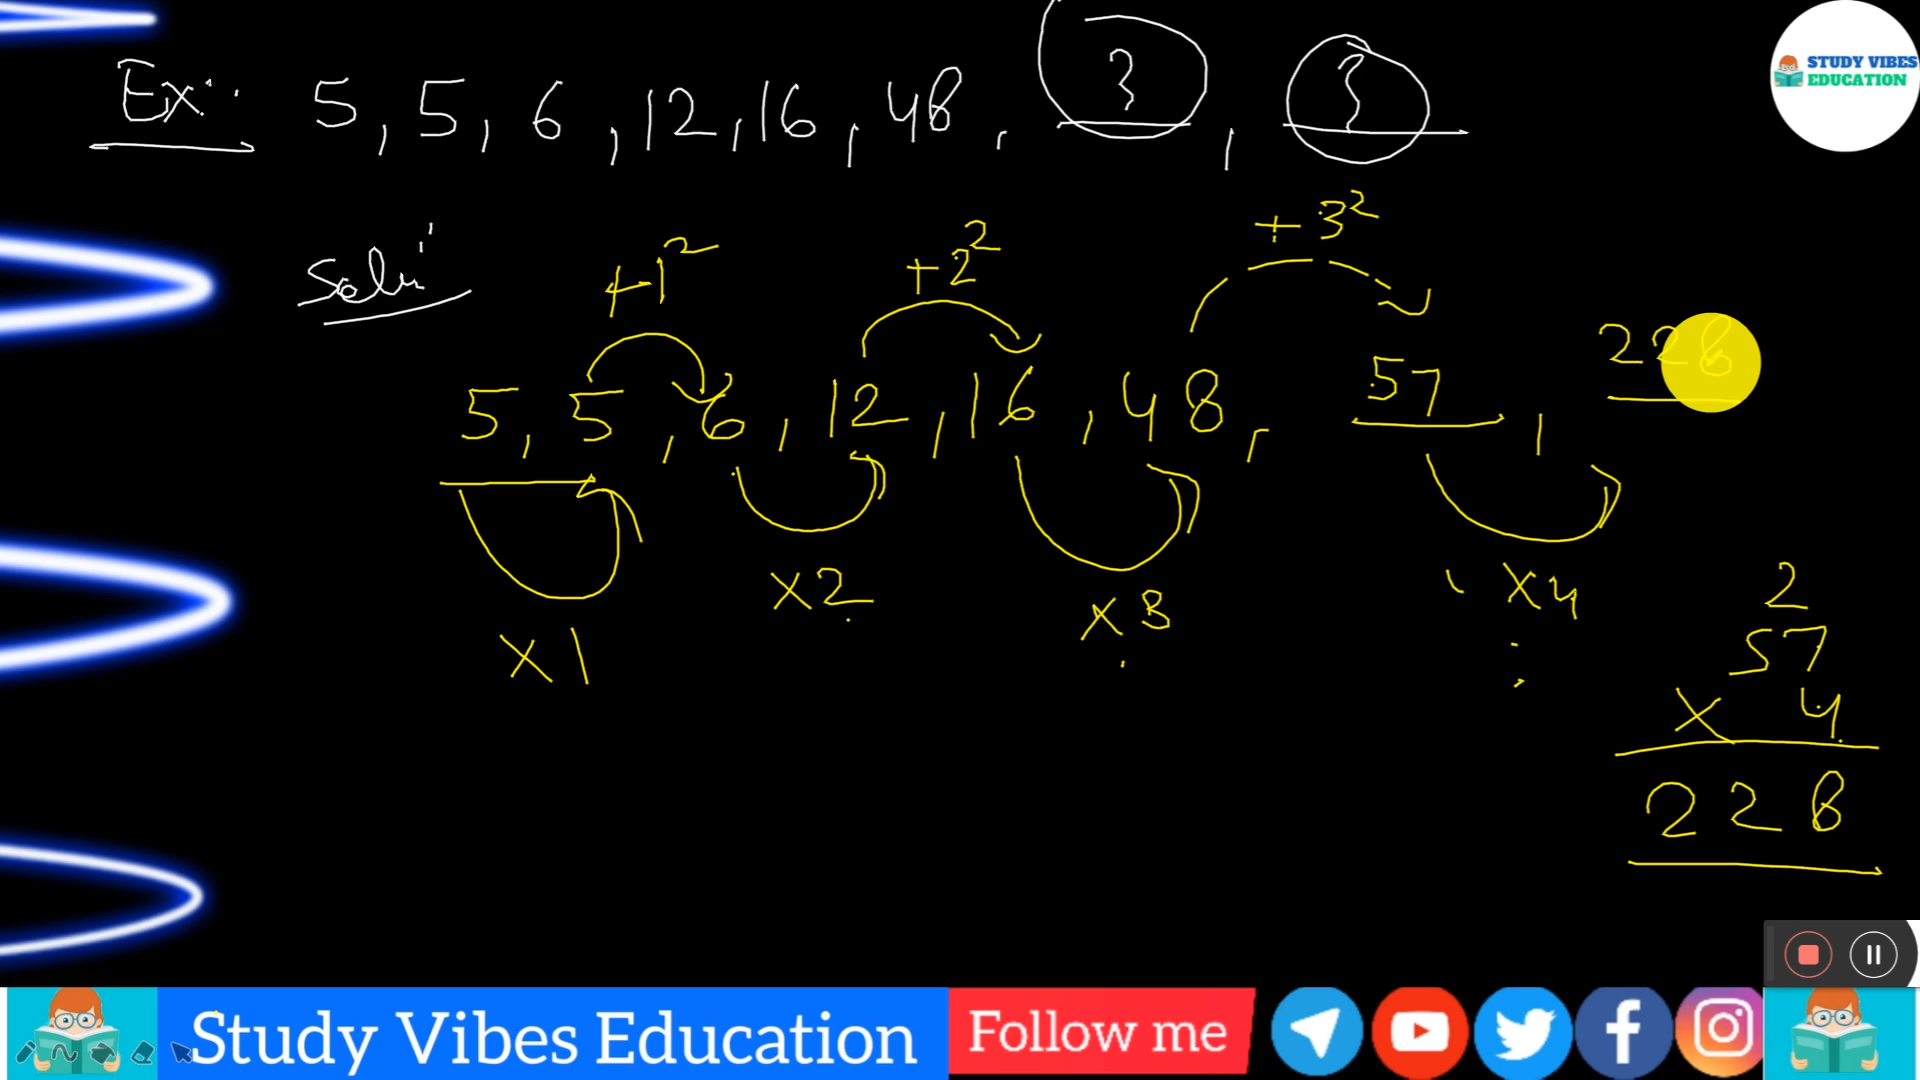 STUDY VIBES
EDUCATION
Ex:. 5, 5, 6, 12, 16, 48, ?, ?
Soln:
+1² +2² +3²
5, 5, 6, 12, 16, 48, 57, 228
x1 x2 x3 x4
2
57
x 4
228
Study Vibes Education
Follow me